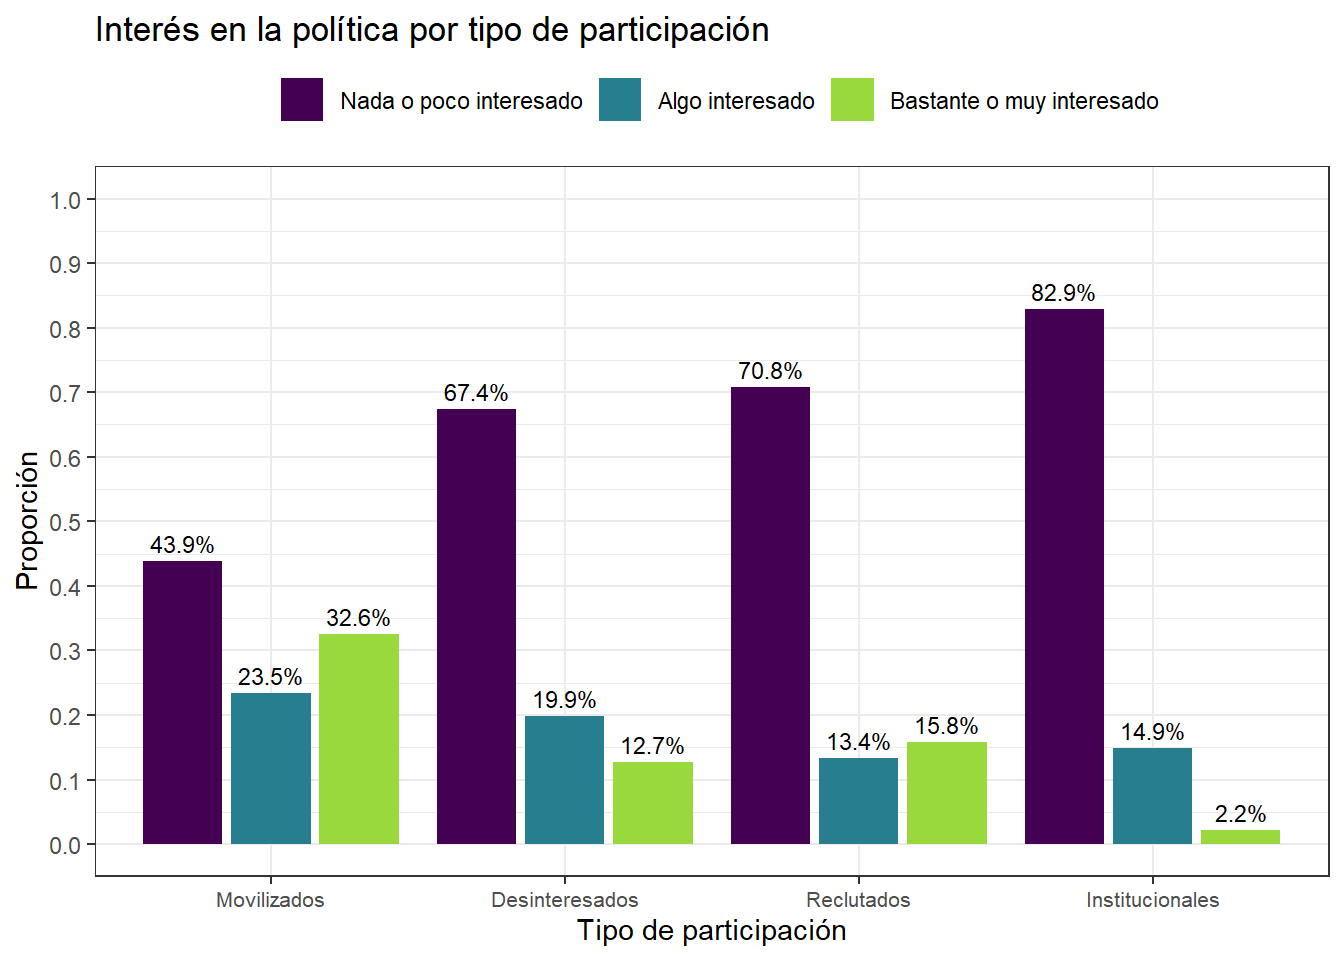 Interés en la política por tipo de participación
Nada o poco interesado Algo interesado Bastante o muy interesado
Proporción
1.0
0.9
0.8
0.7
0.6
0.5
0.4
0.3
0.2
0.1
0.0
43.9% 23.5% 32.6%
67.4% 19.9% 12.7%
70.8% 13.4% 15.8%
82.9% 14.9% 2.2%
Movilizados Desinteresados Reclutados Institucionales
Tipo de participación